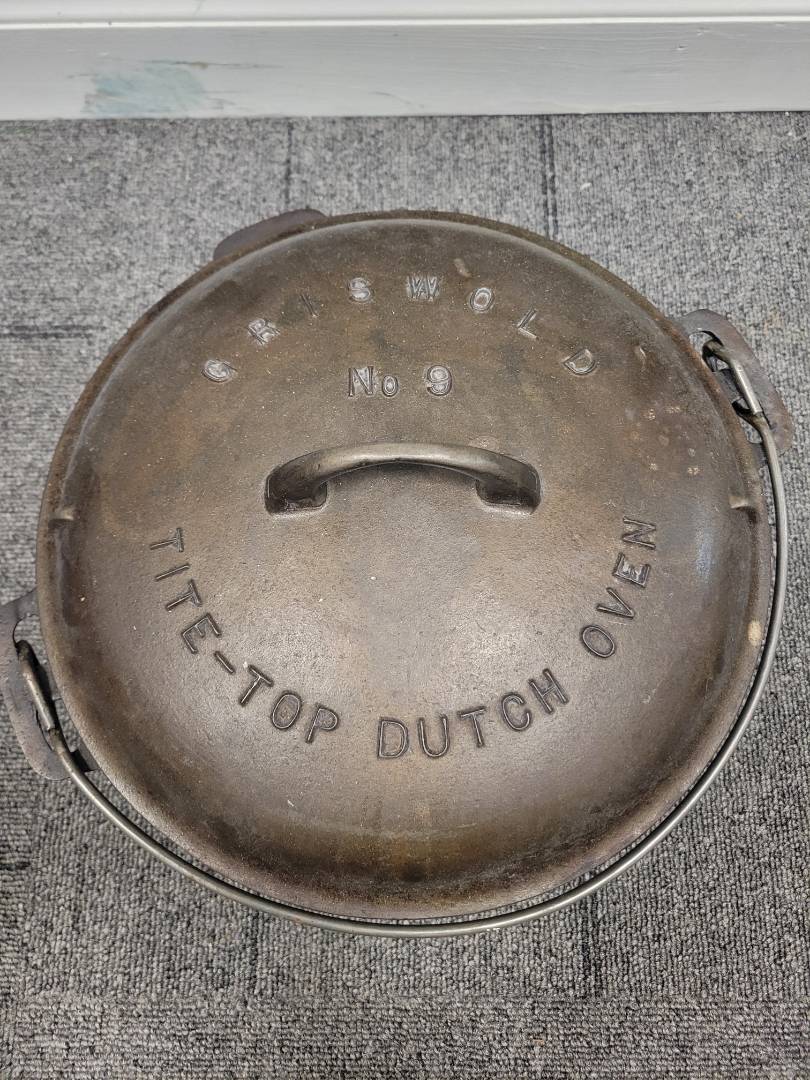 GRISWOLD
No 9
TITE-TOP DUTCH OVEN